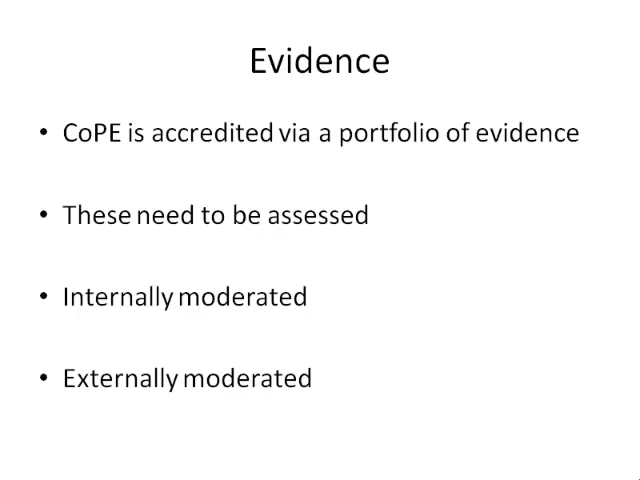 Evidence
• CoPE is accredited via a portfolio of evidence
• These need to be assessed
• Internally moderated
• Externally moderated